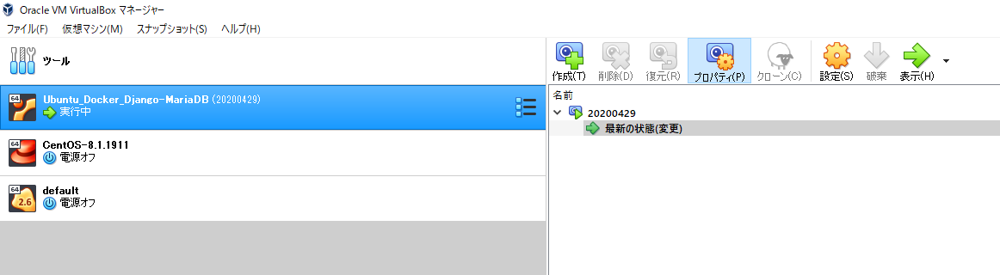 Oracle VM VirtualBox マネージャー
ファイル(F) 仮想マシン(M) スナップショット(S) ヘルプ(H)
ツール
64
Ubuntu_Docker_Django-MariaDB (20200429)
実行中
64
CentOS-8.1.1911
電源オフ
64
2.6
default
電源オフ
作成(T) 削除(D) 復元(R) プロパティ(P) クローン(C) 設定(S) 破棄 表示(H)
名前
20200429
最新の状態(変更)